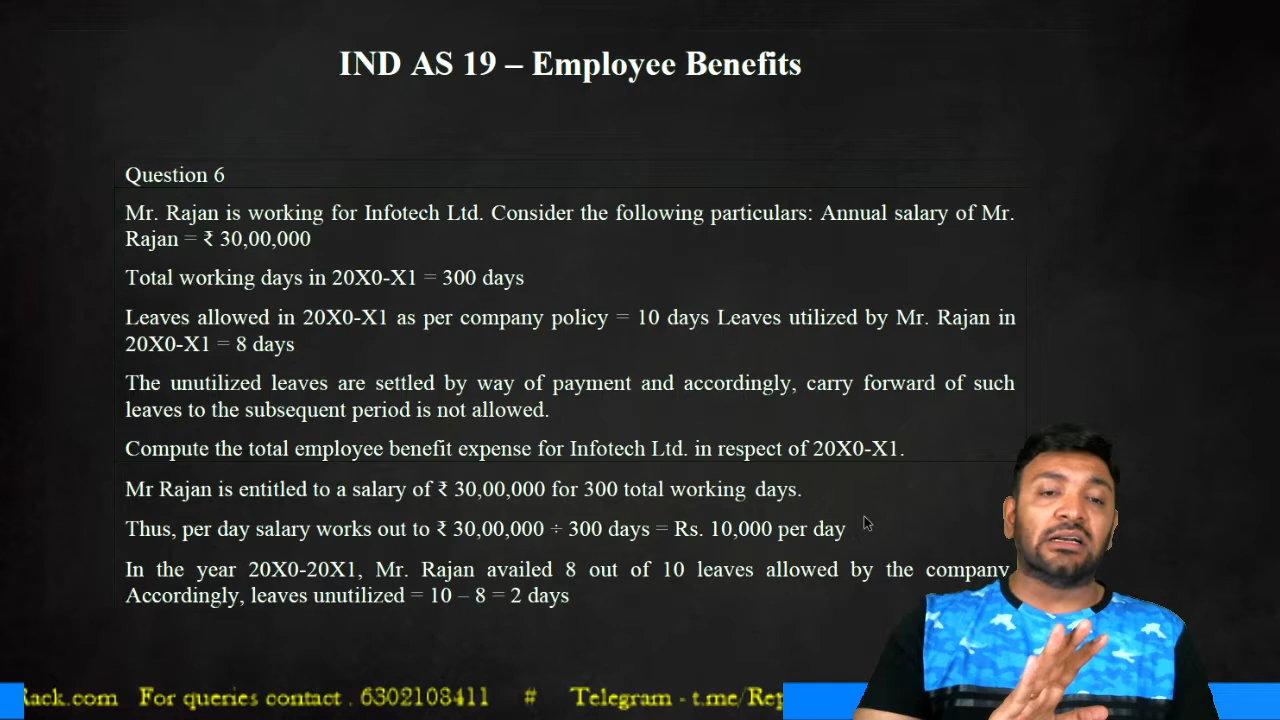 IND AS 19 – Employee Benefits
Question 6
Mr. Rajan is working for Infotech Ltd. Consider the following particulars: Annual salary of Mr.
Rajan = ₹ 30,00,000
Total working days in 20X0-X1 = 300 days
Leaves allowed in 20X0-X1 as per company policy = 10 days Leaves utilized by Mr. Rajan in
20X0-X1 = 8 days
The unutilized leaves are settled by way of payment and accordingly, carry forward of such
leaves to the subsequent period is not allowed.
Compute the total employee benefit expense for Infotech Ltd. in respect of 20X0-X1.
Mr Rajan is entitled to a salary of ₹ 30,00,000 for 300 total working days.
Thus, per day salary works out to ₹ 30,00,000 ÷ 300 days = Rs. 10,000 per day
In the year 20X0-20X1, Mr. Rajan availed 8 out of 10 leaves allowed by the company.
Accordingly, leaves unutilized = 10 – 8 = 2 days
For queries contact . 6302108411 # Telegram - t.me/